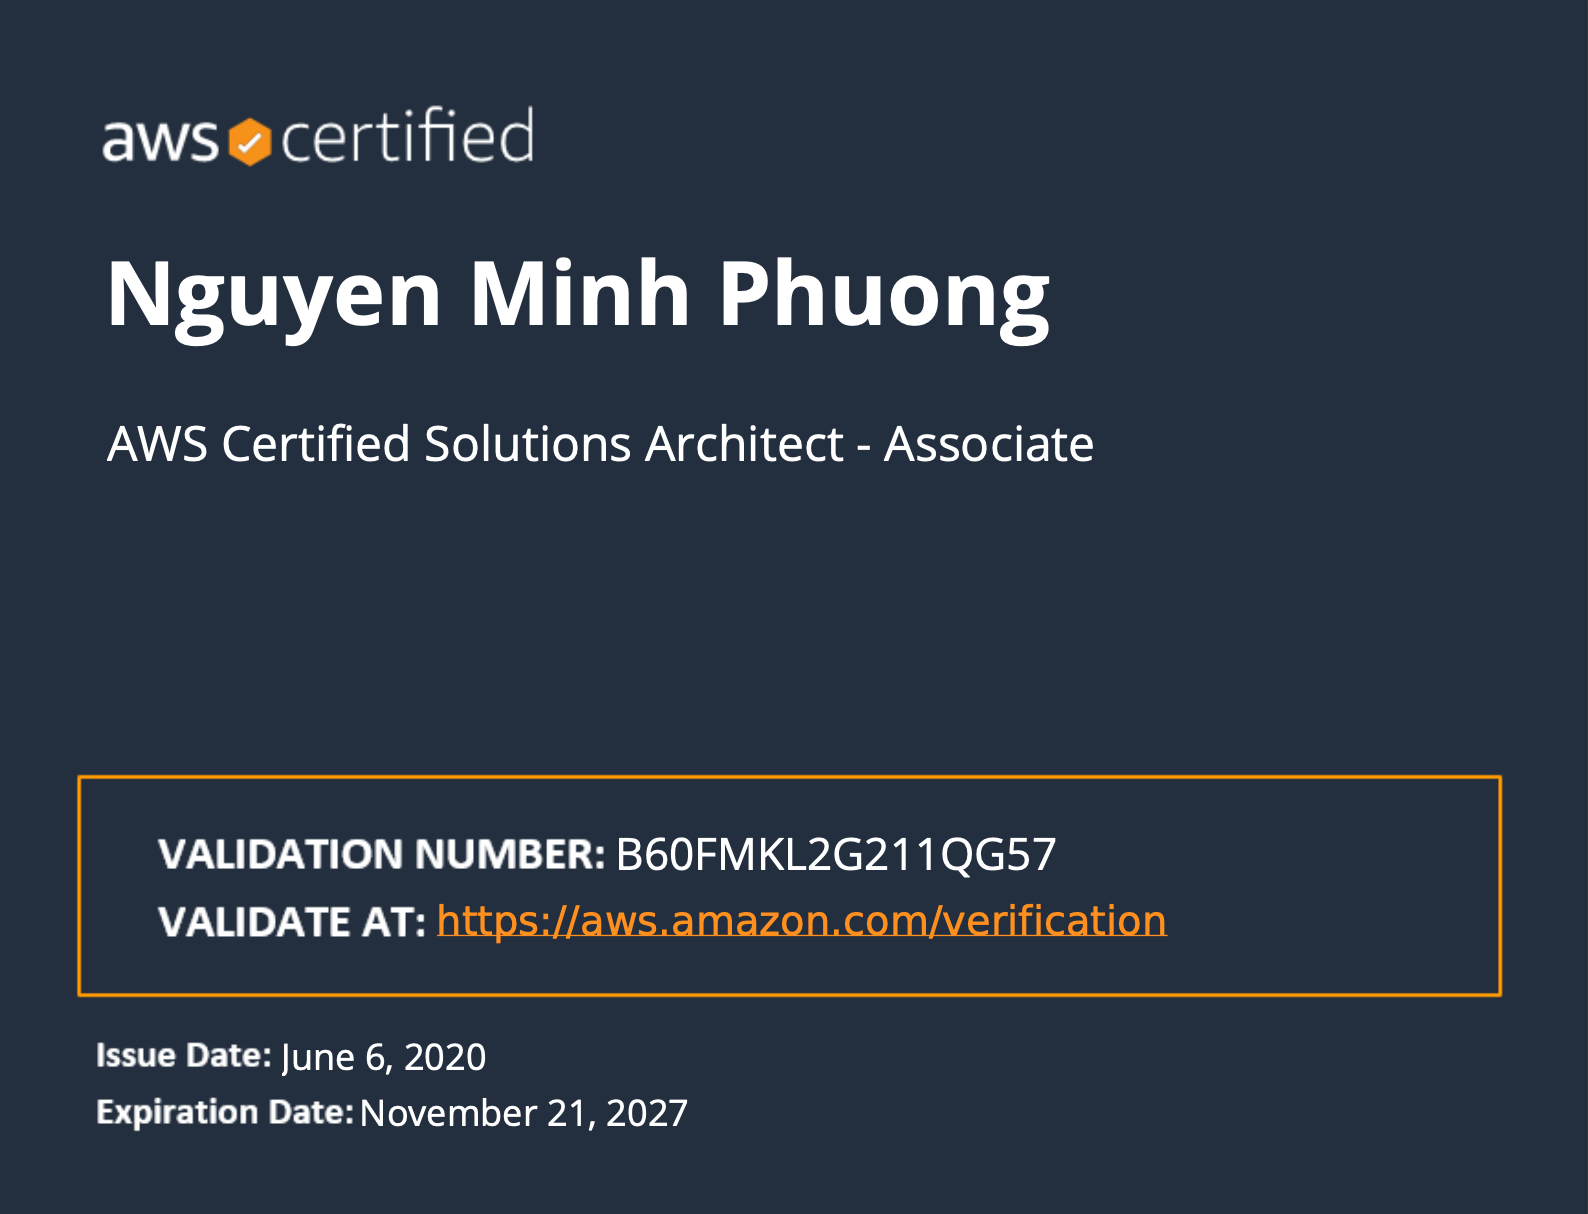 aws certified
Nguyen Minh Phuong
AWS Certified Solutions Architect - Associate
VALIDATION NUMBER: B60FMKL2G211QG57
VALIDATE AT: https://aws.amazon.com/verification
Issue Date: June 6, 2020
Expiration Date: November 21, 2027